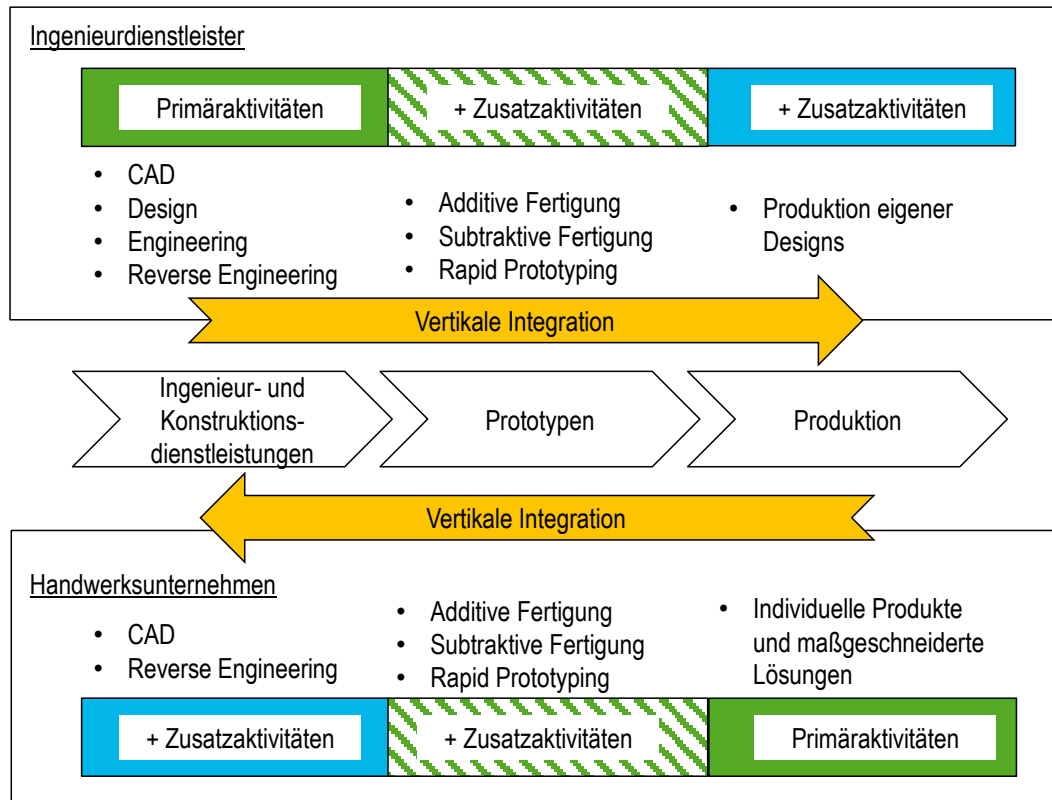 Ingenieurdienstleister
Primäraktivitäten
+ Zusatzaktivitäten
+ Zusatzaktivitäten
• CAD
• Design
• Engineering
• Reverse Engineering
• Additive Fertigung
• Subtraktive Fertigung
• Rapid Prototyping
• Produktion eigener
Designs
Vertikale Integration
Ingenieur- und
Konstruktions-
dienstleistungen
Prototypen
Produktion
Vertikale Integration
Handwerksunternehmen
• CAD
• Reverse Engineering
• Additive Fertigung
• Subtraktive Fertigung
• Rapid Prototyping
• Individuelle Produkte
und maßgeschneiderte
Lösungen
+ Zusatzaktivitäten
+ Zusatzaktivitäten
Primäraktivitäten